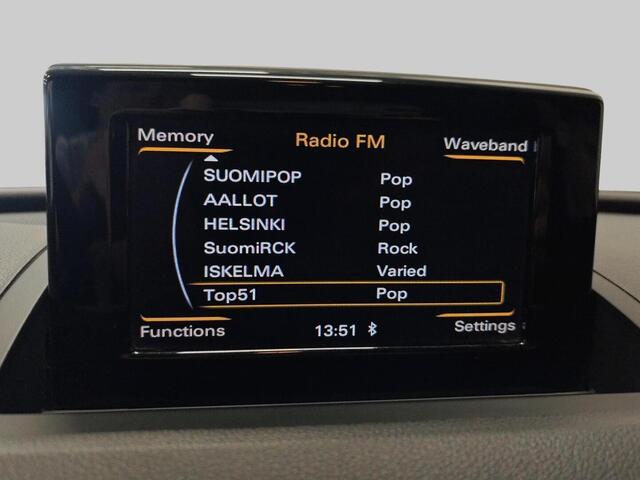 Memory Radio FM Waveband
SUOMIPOP Pop
AALLOT Pop
HELSINKI Pop
SuomiRCK Rock
ISKELMA Varied
Top51 Pop
Functions 13:51 Settings